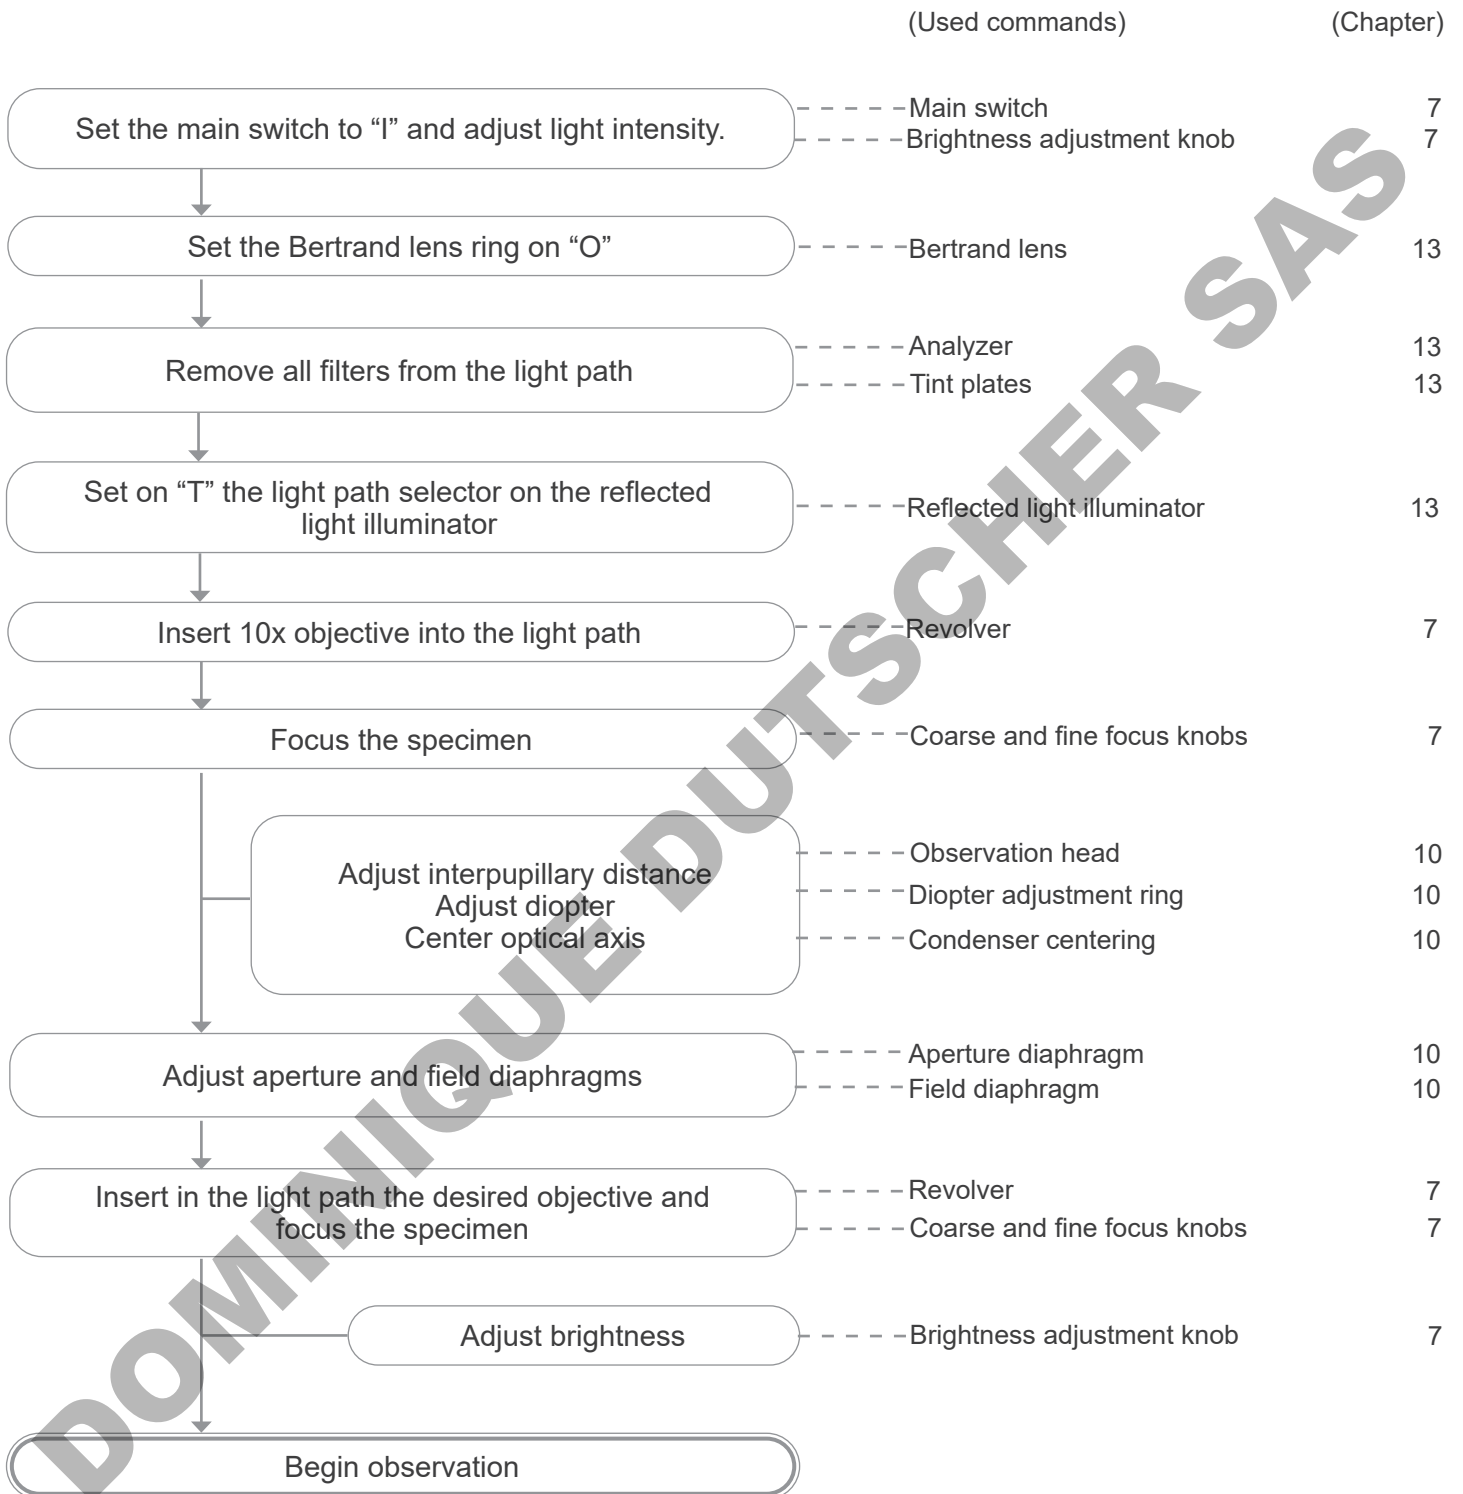 (Used commands) (Chapter)
Set the main switch to “I” and adjust light intensity.
Main switch 7
Brightness adjustment knob 7
Set the Bertrand lens ring on “O”
Bertrand lens 13
Remove all filters from the light path
Analyzer 13
Tint plates 13
Set on “T” the light path selector on the reflected
light illuminator
Reflected light illuminator 13
Insert 10x objective into the light path
Revolver 7
Focus the specimen
Coarse and fine focus knobs 7
Adjust interpupillary distance
Adjust diopter
Center optical axis
Observation head 10
Diopter adjustment ring 10
Condenser centering 10
Adjust aperture and field diaphragms
Aperture diaphragm 10
Field diaphragm 10
Insert in the light path the desired objective and
focus the specimen
Revolver 7
Coarse and fine focus knobs 7
Adjust brightness
Brightness adjustment knob 7
Begin observation
DOMINIQUE DUTSCHER SAS